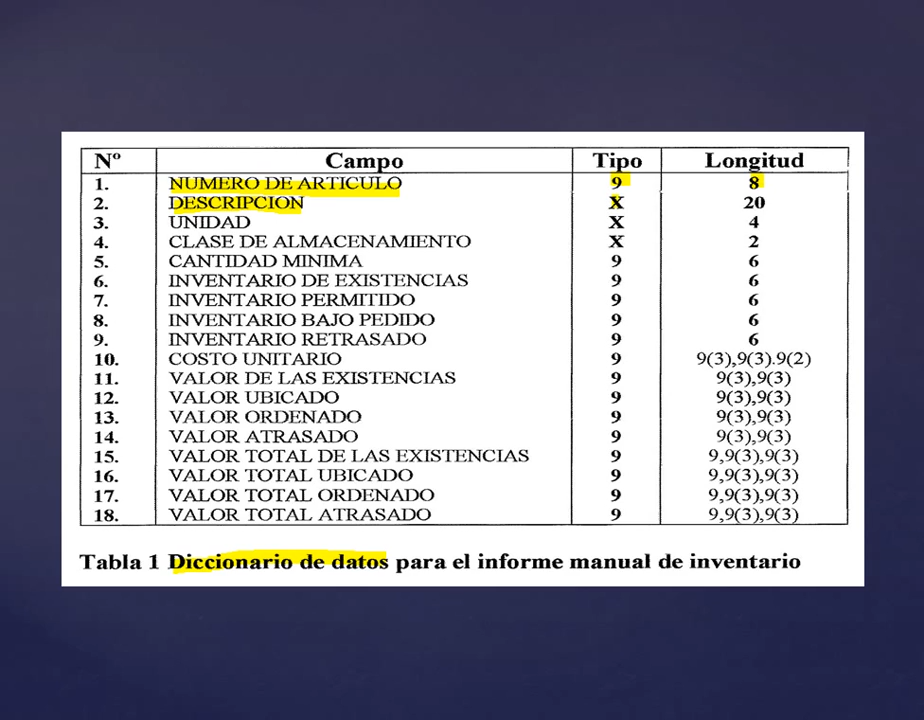 Nº Campo Tipo Longitud
1. NUMERO DE ARTICULO 9 8
2. DESCRIPCION X 20
3. UNIDAD X 4
4. CLASE DE ALMACENAMIENTO X 2
5. CANTIDAD MINIMA 9 6
6. INVENTARIO DE EXISTENCIAS 9 6
7. INVENTARIO PERMITIDO 9 6
8. INVENTARIO BAJO PEDIDO 9 6
9. INVENTARIO RETRASADO 9 6
10. COSTO UNITARIO 9 9(3),9(3).9(2)
11. VALOR DE LAS EXISTENCIAS 9 9(3),9(3)
12. VALOR UBICADO 9 9(3),9(3)
13. VALOR ORDENADO 9 9(3),9(3)
14. VALOR ATRASADO 9 9(3),9(3)
15. VALOR TOTAL DE LAS EXISTENCIAS 9 9,9(3),9(3)
16. VALOR TOTAL UBICADO 9 9,9(3),9(3)
17. VALOR TOTAL ORDENADO 9 9,9(3),9(3)
18. VALOR TOTAL ATRASADO 9 9,9(3),9(3)
Tabla 1 Diccionario de datos para el informe manual de inventario